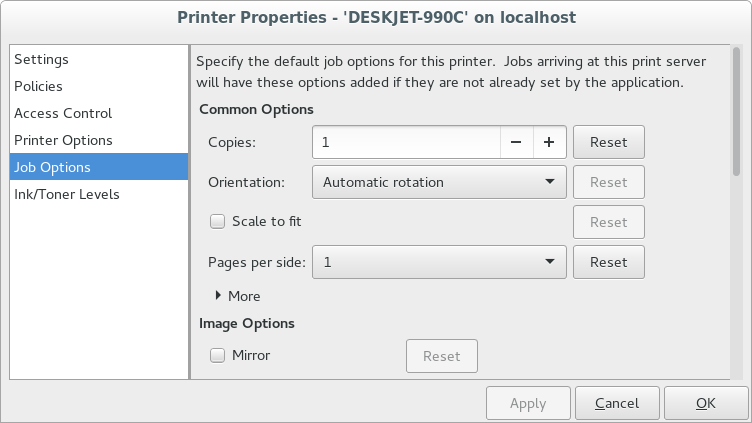 Printer Properties - 'DESKJET-990C' on localhost
Settings
Policies
Access Control
Printer Options
Job Options
Ink/Toner Levels
Specify the default job options for this printer.  Jobs arriving at this print server
will have these options added if they are not already set by the application.
Common Options
Copies: 1 Reset
Orientation: Automatic rotation Reset
Scale to fit Reset
Pages per side: 1 Reset
More
Image Options
Mirror Reset
Apply Cancel OK